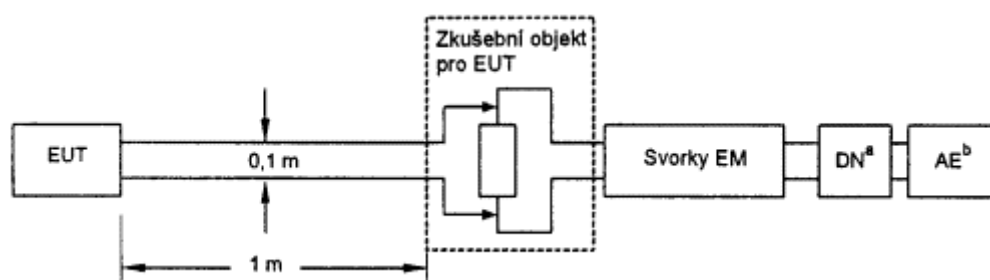 Zkušební objekt
pro EUT
EUT
0,1 m
Svorky EM
DNᵃ
AEᵇ
1 m